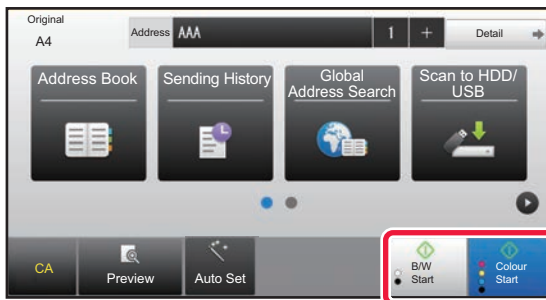 Original
A4
Address AAA 1 + Detail
Address Book
Sending History
Global
Address Search
Scan to HDD/
USB
CA
Preview
Auto Set
B/W
Start
Colour
Start